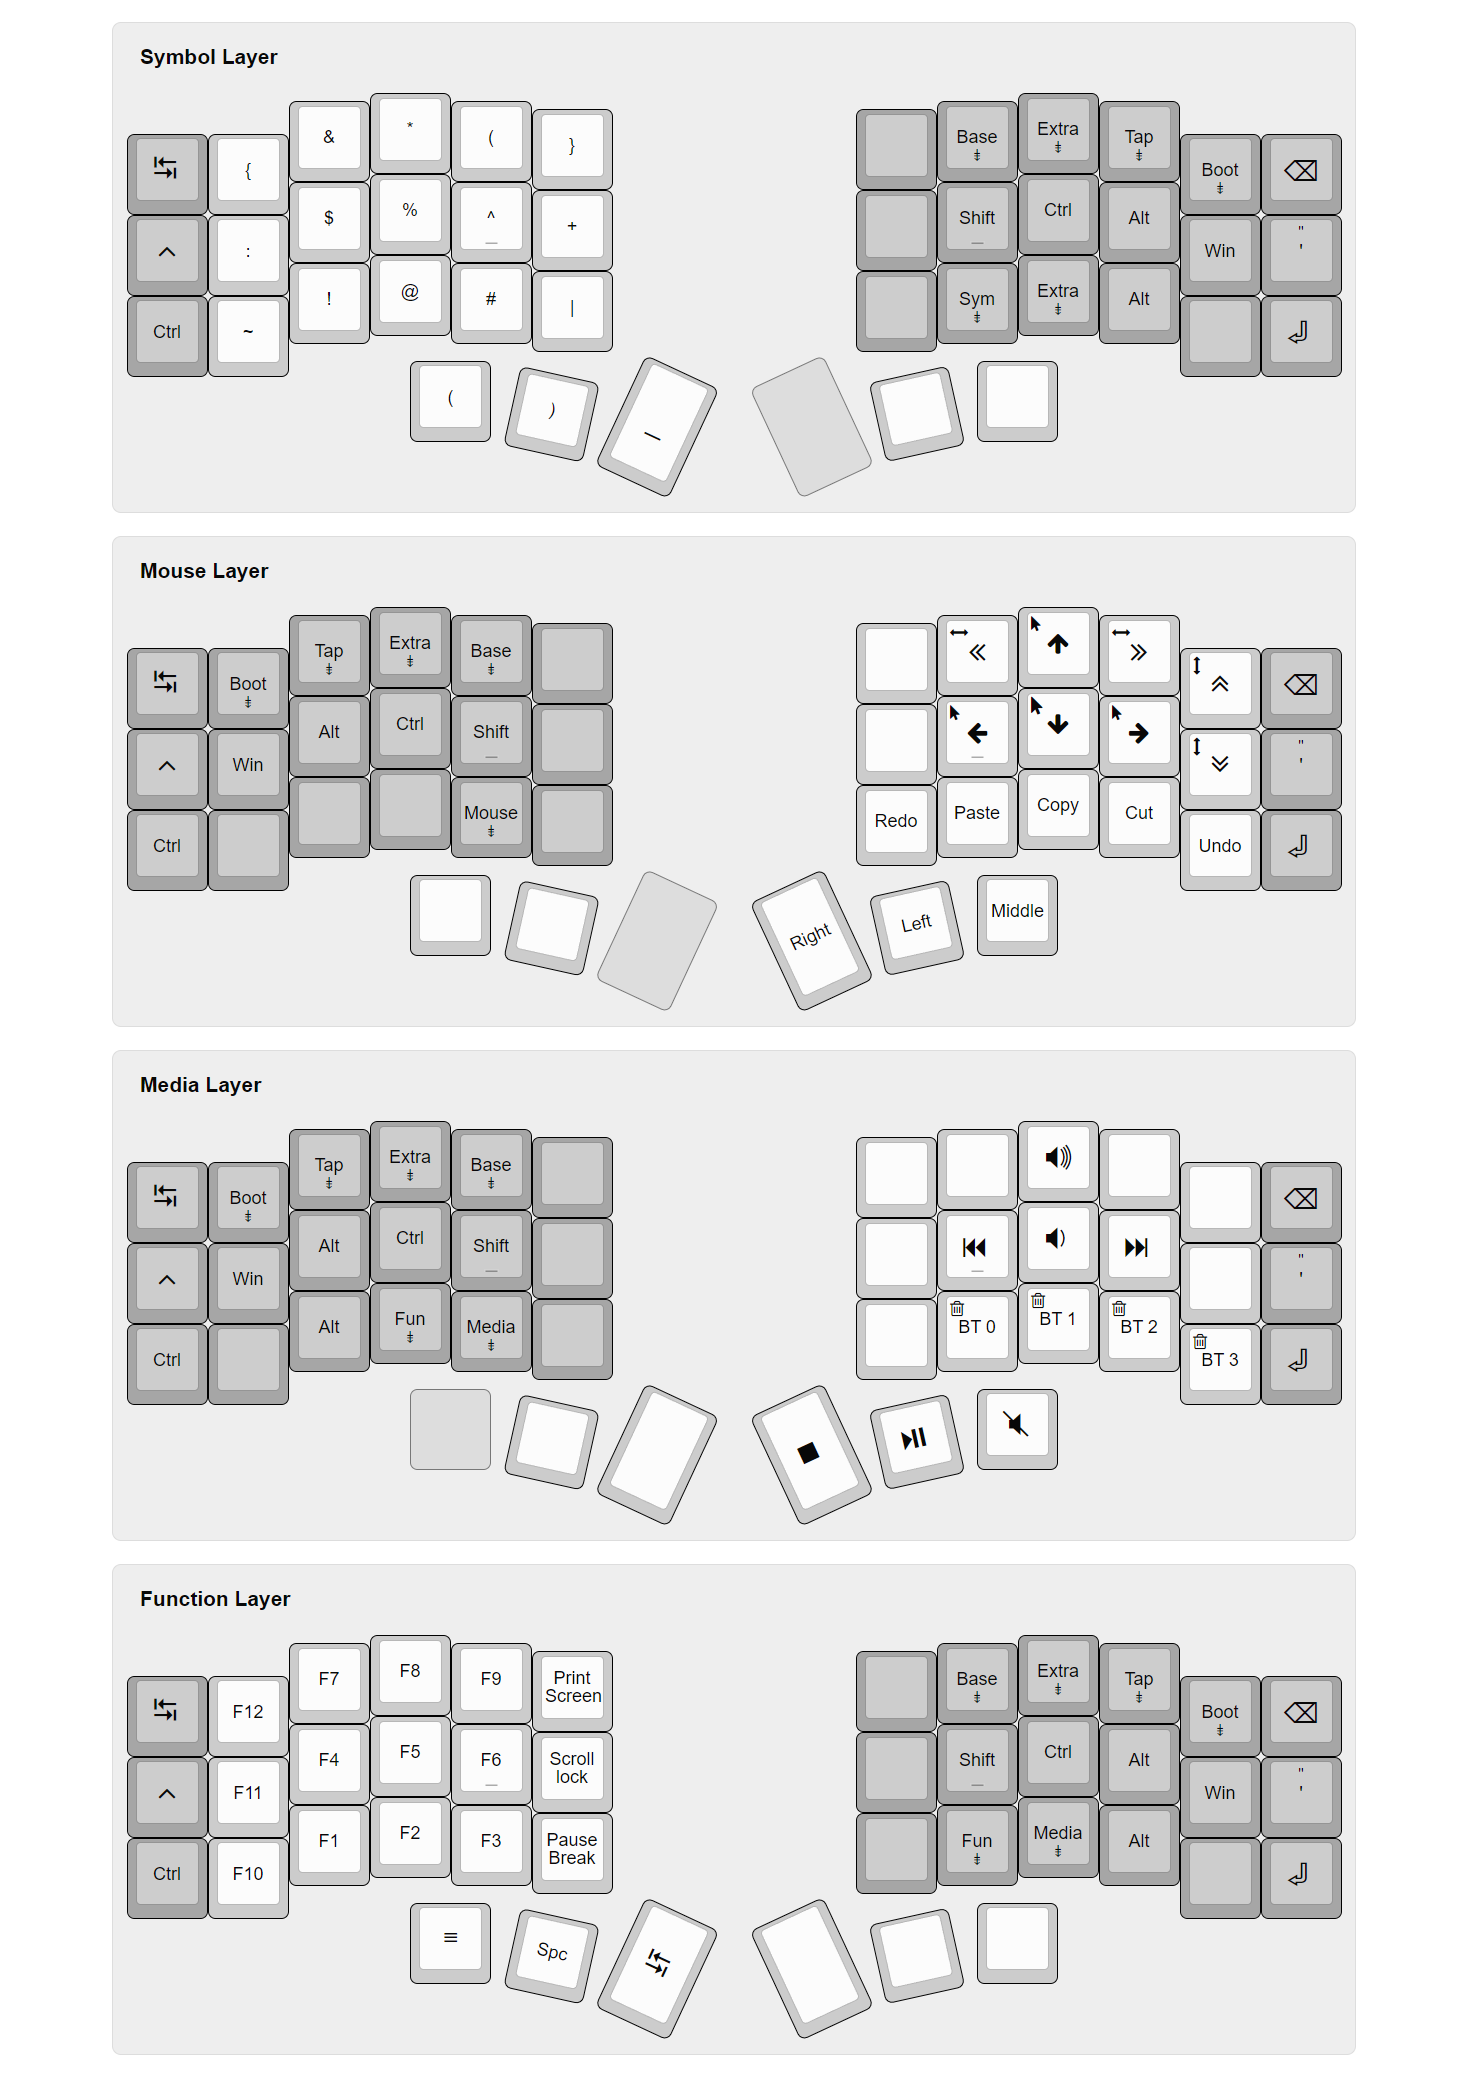 Symbol Layer
& * ( }
{
$ % ^ +
:
! @ # |
Ctrl ~
( ) _
Base Extra Tap
Boot ⌫
Shift Ctrl Alt
Win " '
Sym Extra Alt
Mouse Layer
Tap Extra Base
Boot
Alt Ctrl Shift
Win
Mouse
Ctrl
« »
⌫
" '
Redo Paste Copy Cut
Undo
Right Left Middle
Media Layer
Tap Extra Base
Boot
Alt Ctrl Shift
Win
Alt Fun Media
Ctrl
⌫
" '
BT 0 BT 1 BT 2
BT 3
Function Layer
F7 F8 F9 Print
Screen
F12
F4 F5 F6 Scroll
lock
F11
F1 F2 F3 Pause
Break
Ctrl F10
≡ Spc
Base Extra Tap
Boot ⌫
Shift Ctrl Alt
Win " '
Fun Media Alt